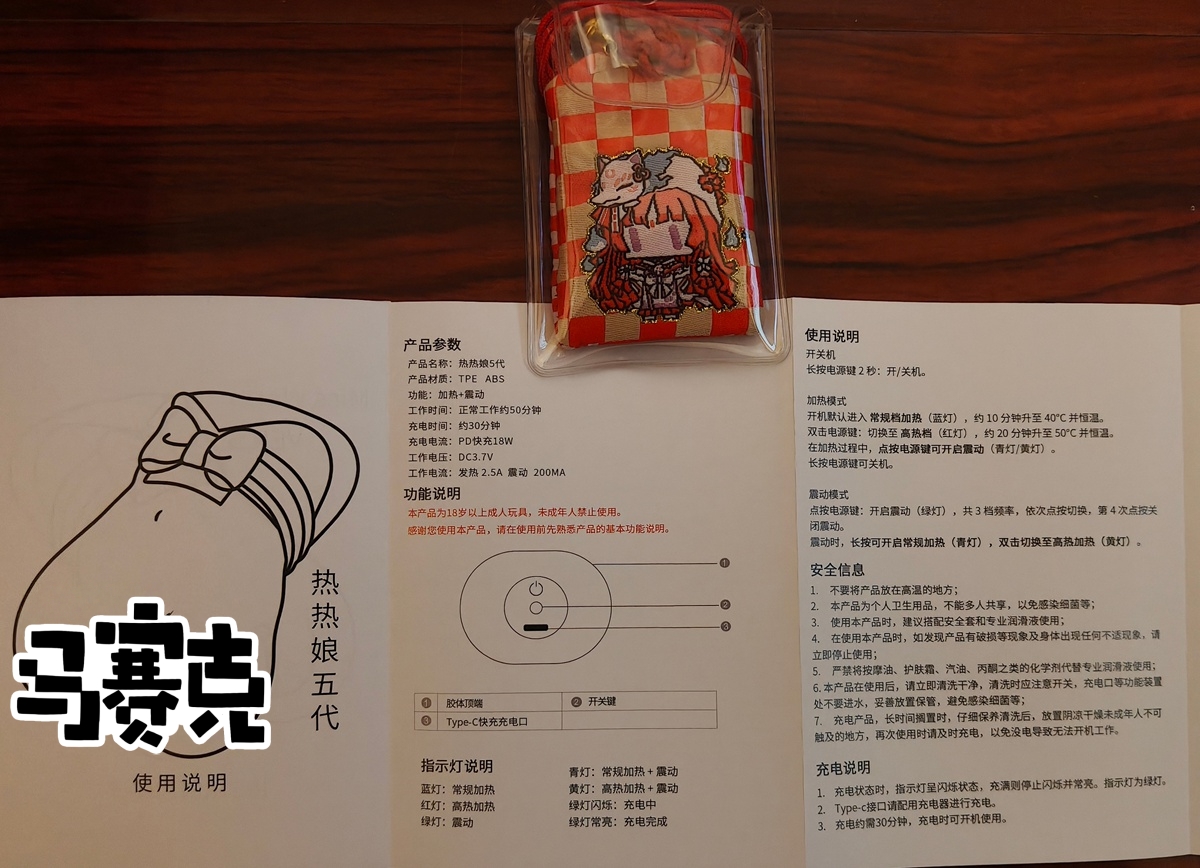 热热娘五代
马赛克
使用说明
产品参数
产品名称：热热娘5代
产品材质：TPE ABS
功能：加热+震动
工作时间：正常工作约50分钟
充电时间：约30分钟
充电电流：PD快充18W
工作电压：DC3.7V
工作电流：发热 2.5A 震动 200MA
功能说明
本产品为18岁以上成人玩具，未成年人禁止使用。
感谢您使用本产品，请在使用前先熟悉产品的基本功能说明。
1
2
3
1 胶体顶端 2 开关键
3 Type-C快充充电口
指示灯说明
蓝灯：常规加热
红灯：高热加热
绿灯：震动
青灯：常规加热 + 震动
黄灯：高热加热 + 震动
绿灯闪烁：充电中
绿灯常亮：充电完成
使用说明
开关机
长按电源键 2 秒：开/关机。
加热模式
开机默认进入 常规档加热（蓝灯），约 10 分钟升至 40°C 并恒温。
双击电源键：切换至 高热档（红灯），约 20 分钟升至 50°C 并恒温。
在加热过程中，点按电源键可开启震动（青灯/黄灯）。
长按电源键可关机。
震动模式
点按电源键：开启震动（绿灯），共 3 档频率，依次点按切换，第 4 次点按关
闭震动。
震动时，长按可开启常规加热（青灯），双击切换至高热加热（黄灯）。
安全信息
1. 不要将产品放在高温的地方；
2. 本产品为个人卫生用品，不能多人共享，以免感染细菌等；
3. 使用本产品时，建议搭配安全套和专业润滑液使用；
4. 在使用本产品时，如发现产品有破损等现象及身体出现任何不适现象，请
立即停止使用；
5. 严禁将按摩油、护肤霜、汽油、丙酮之类的化学剂代替专业润滑液使用；
6.本产品在使用后，请立即清洗干净，清洗时应注意开关，充电口等功能装置
处不要进水，妥善放置保管，避免感染细菌等；
7. 充电产品，长时间搁置时，仔细保养清洗后，放置阴凉干燥未成年人不可
触及的地方，再次使用时请及时充电，以免没电导致无法开机工作。
充电说明
1. 充电状态时，指示灯呈闪烁状态，充满则停止闪烁并常亮。指示灯为绿灯。
2. Type-c接口请配用充电器进行充电。
3. 充电约需30分钟，充电时可开机使用。